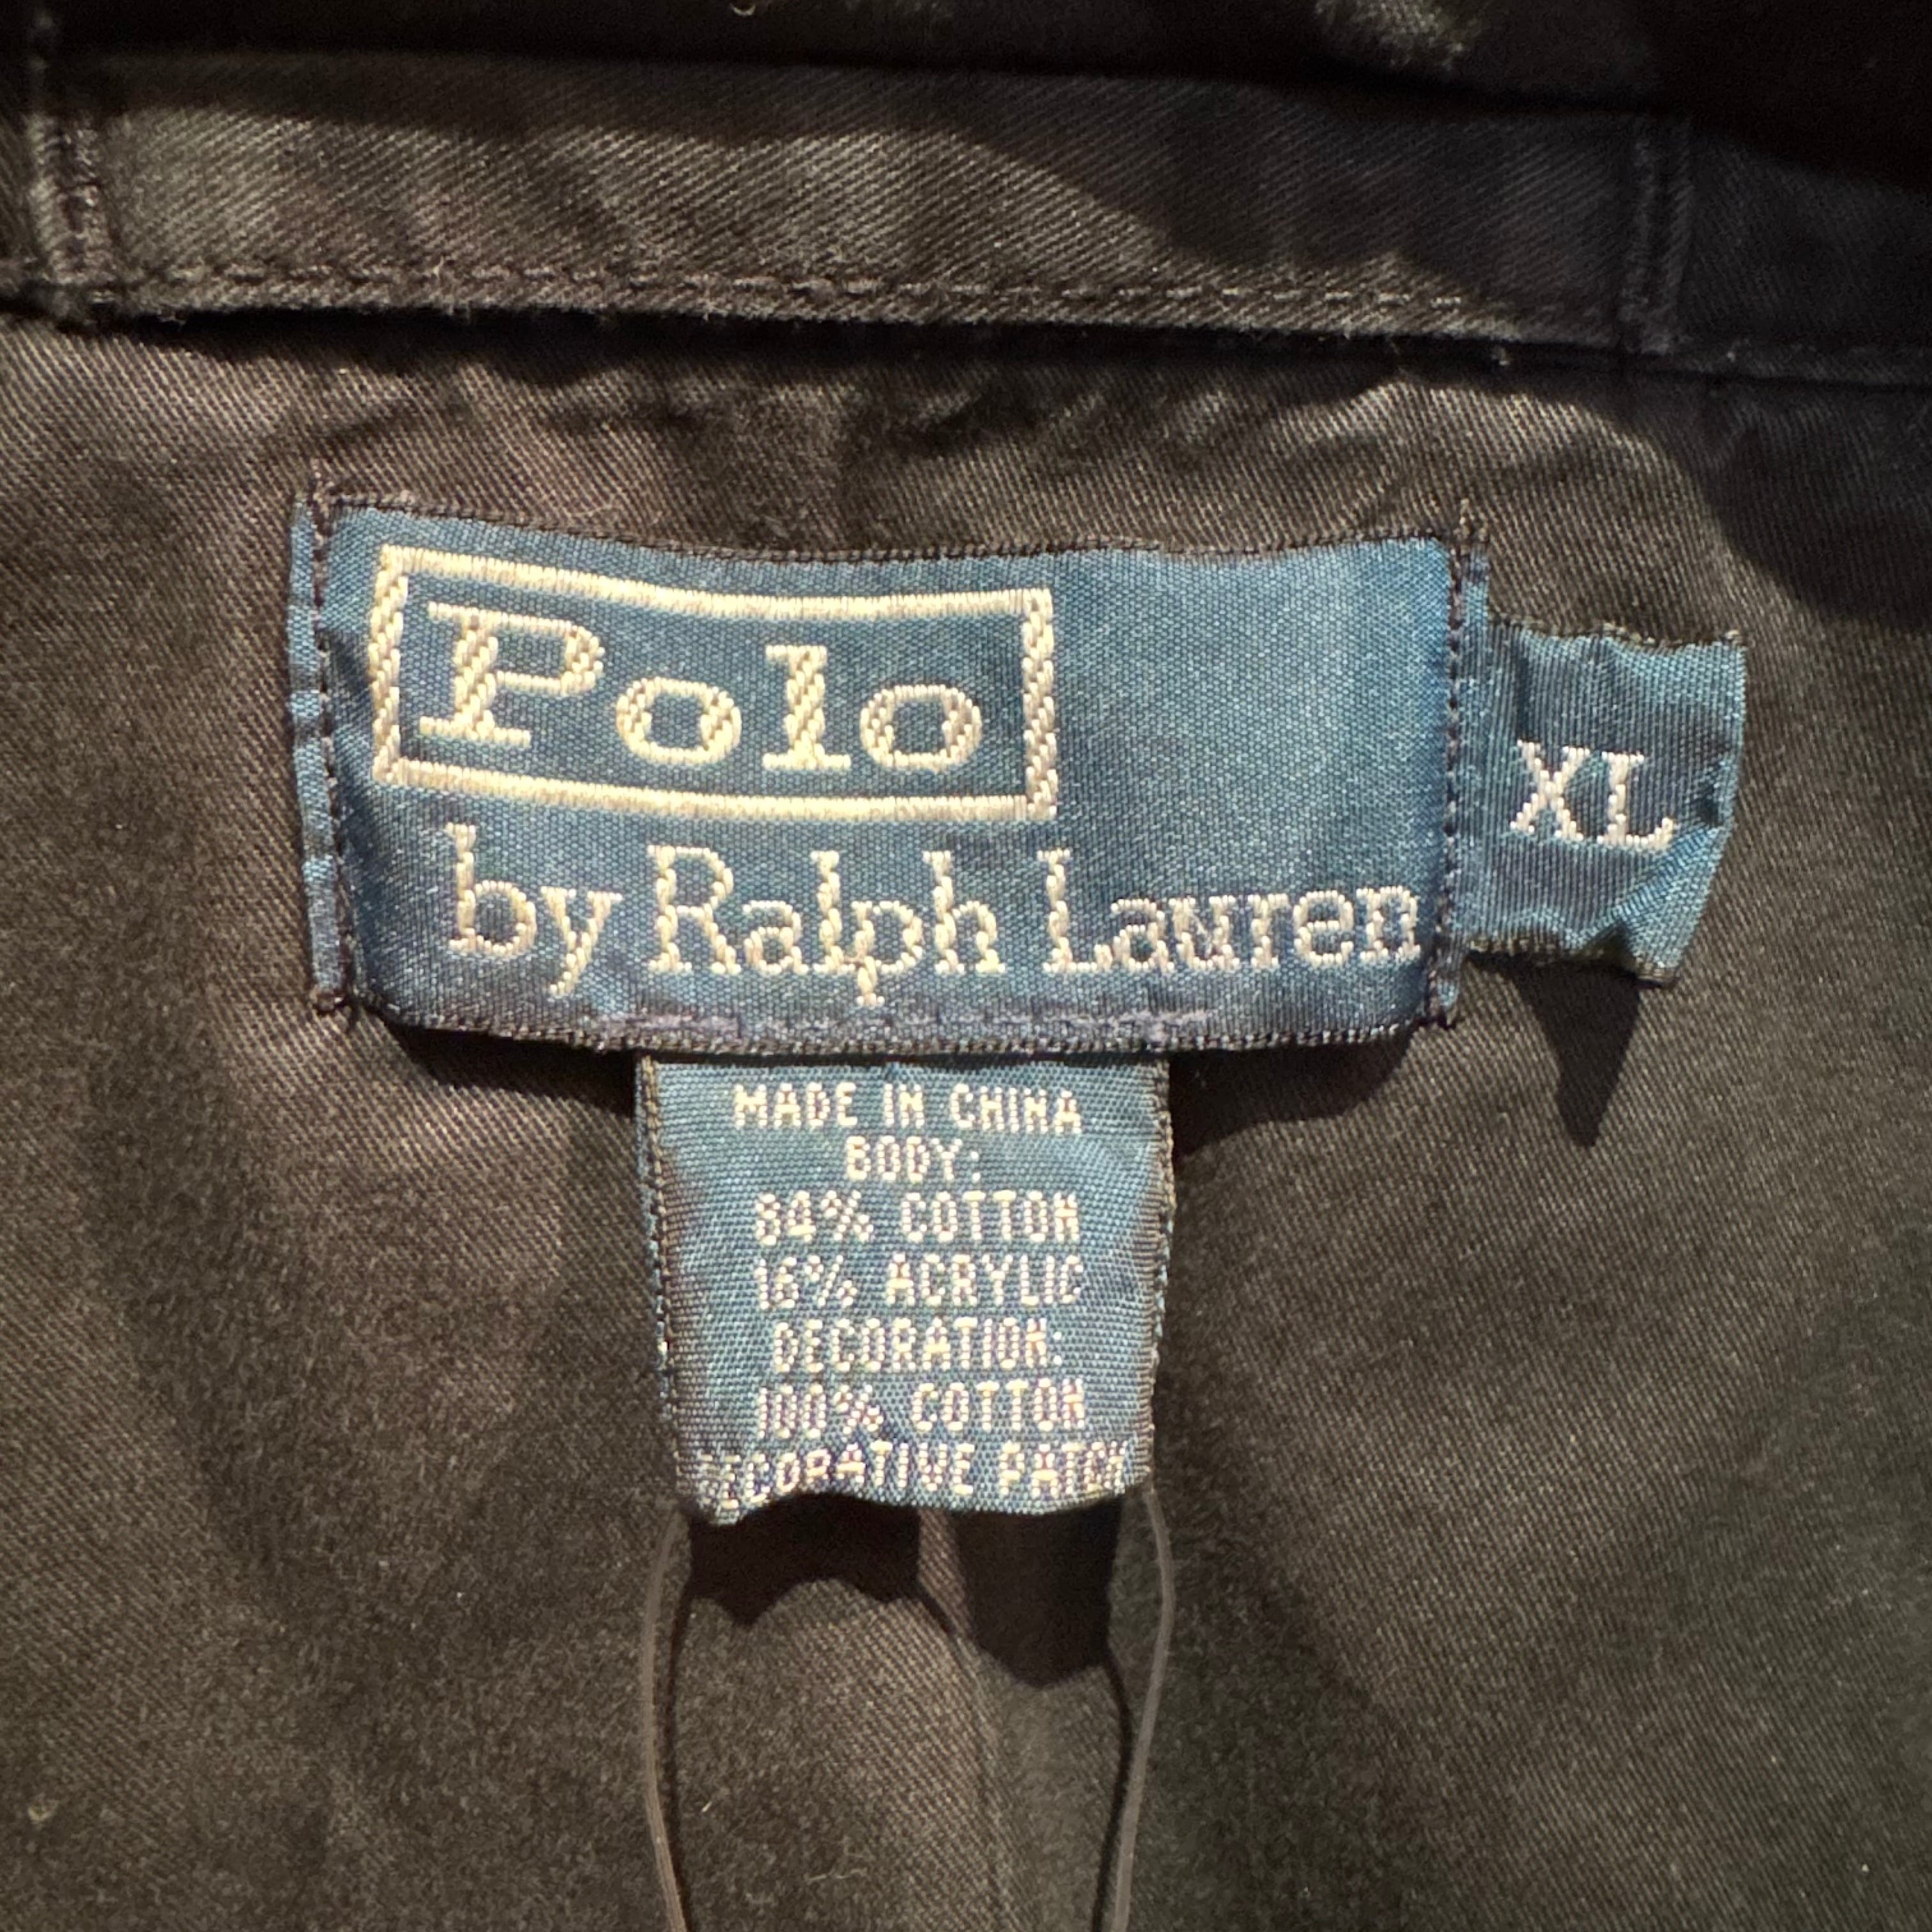 Polo
by Ralph Lauren
XL
MADE IN CHINA
BODY:
84% COTTON
16% ACRYLIC
DECORATION:
100% COTTON
DECORATIVE PATCH